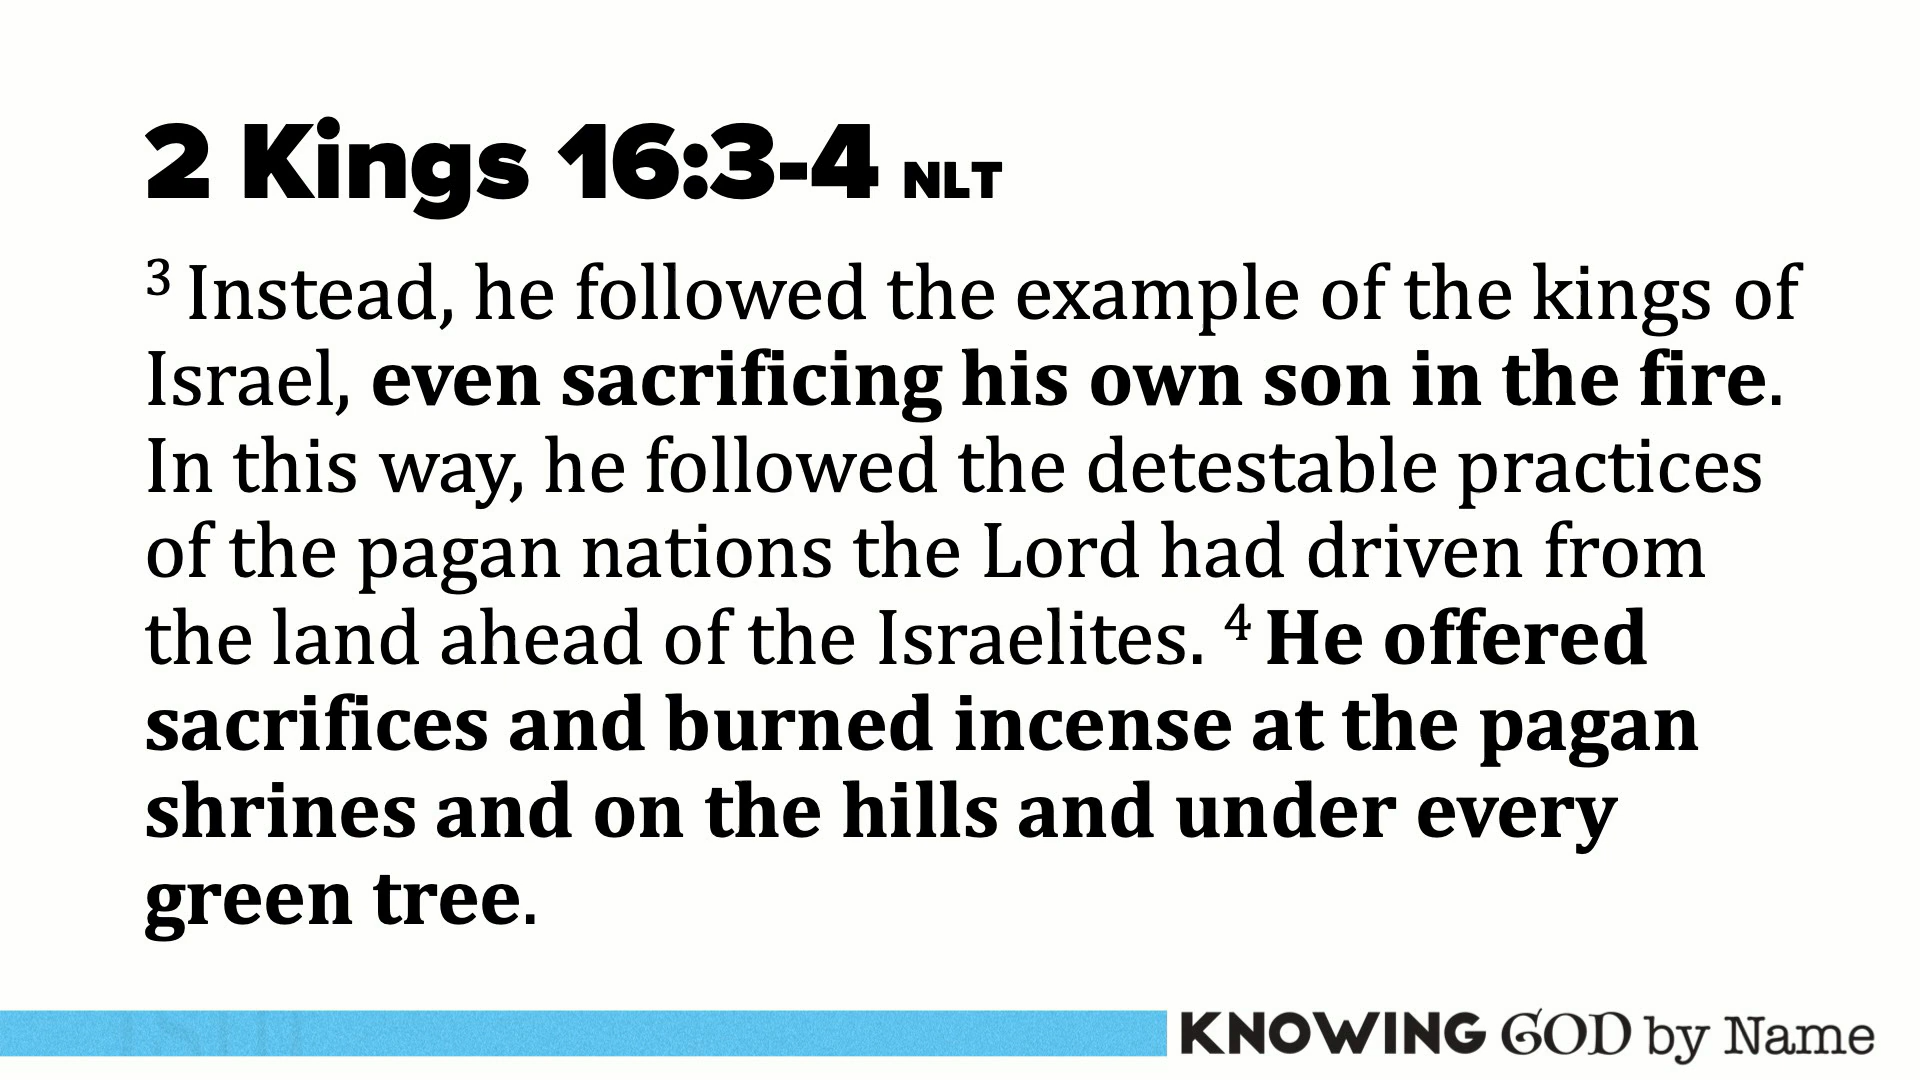 2 Kings 16:3-4 NLT
³ Instead, he followed the example of the kings of
Israel, even sacrificing his own son in the fire.
In this way, he followed the detestable practices
of the pagan nations the Lord had driven from
the land ahead of the Israelites. ⁴ He offered
sacrifices and burned incense at the pagan
shrines and on the hills and under every
green tree.
KNOWING GOD by Name